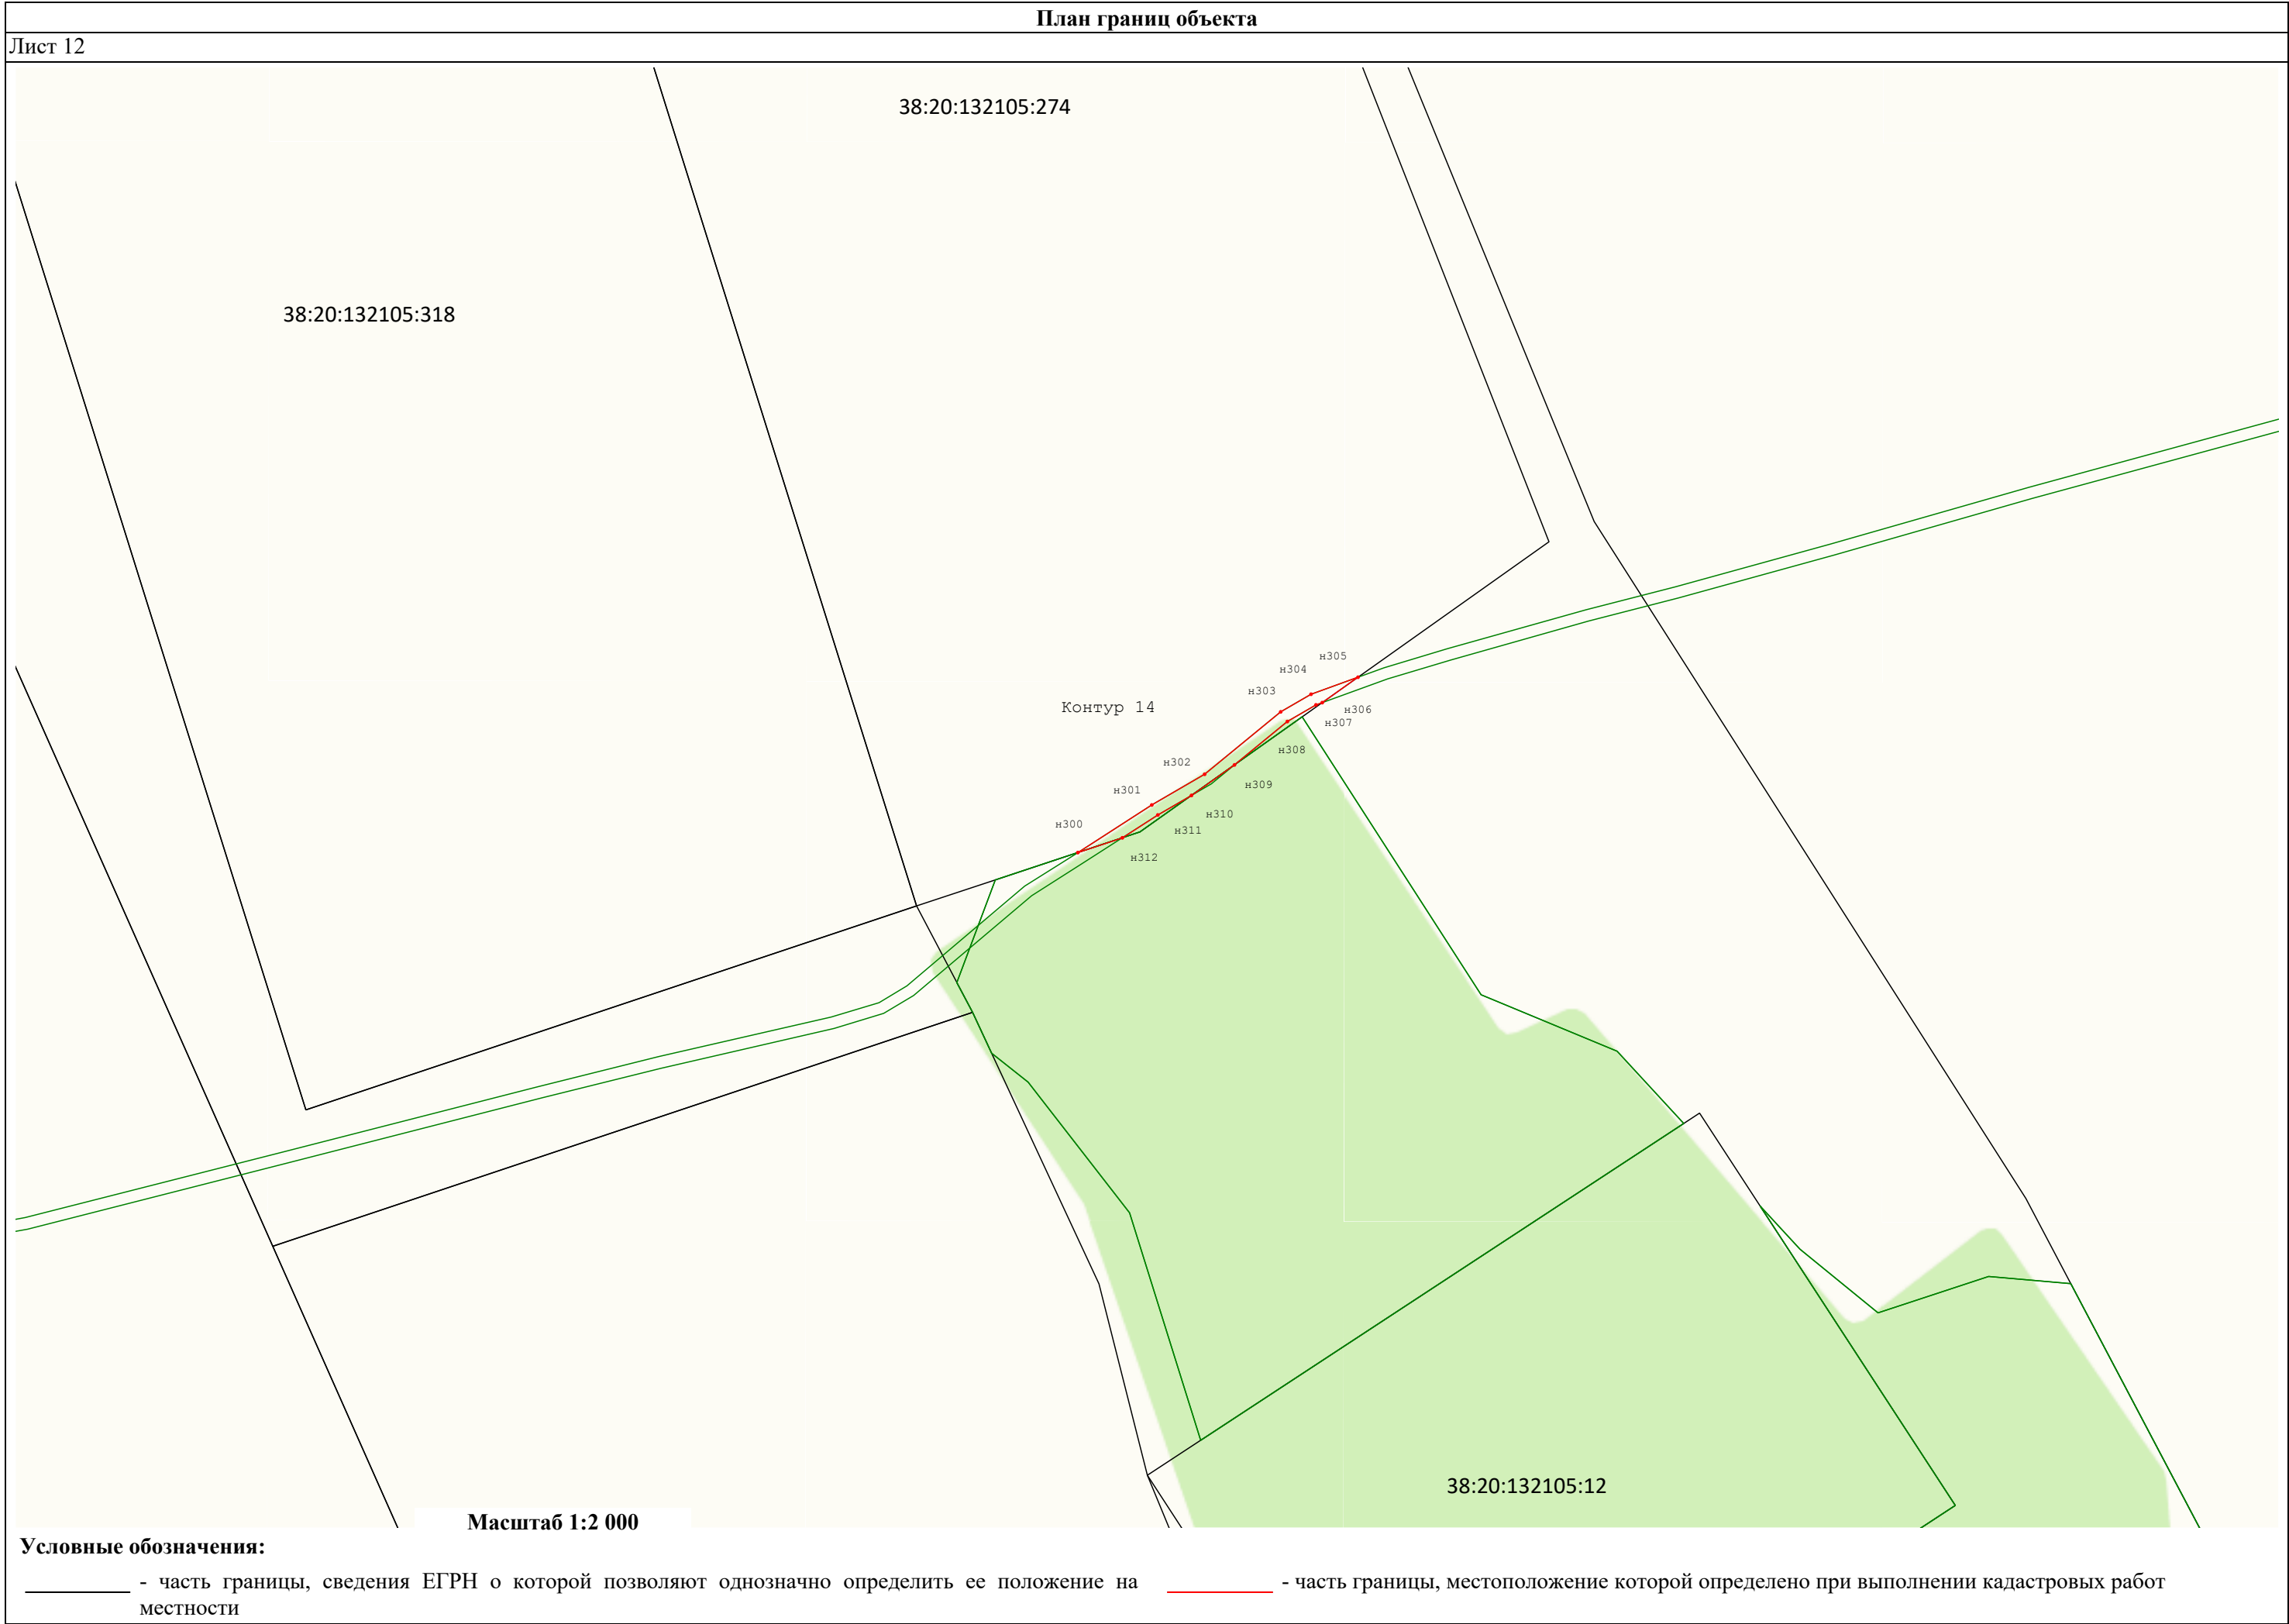 План границ объекта
Лист 12
38:20:132105:274
38:20:132105:318
н305
н304
н303
Контур 14
н306
н307
н308
н302
н309
н301
н310
н300
н311
н312
38:20:132105:12
Масштаб 1:2 000
Условные обозначения:
- часть границы, сведения ЕГРН о которой позволяют однозначно определить ее положение на местности
- часть границы, местоположение которой определено при выполнении кадастровых работ